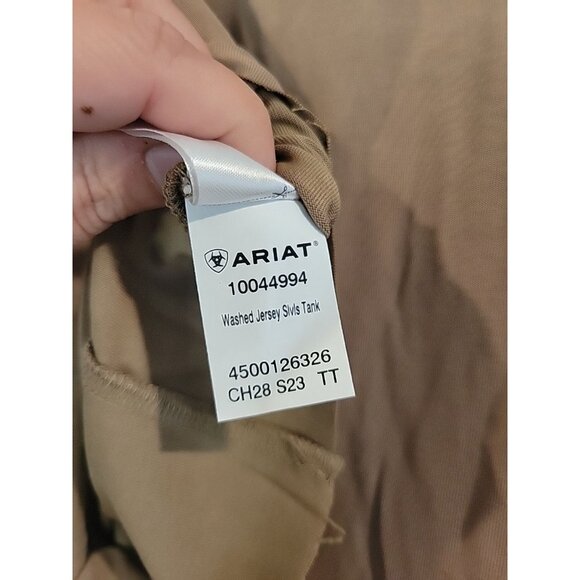 ARIAT®
10044994
Washed Jersey Slvls Tank
4500126326
CH28 S23 TT